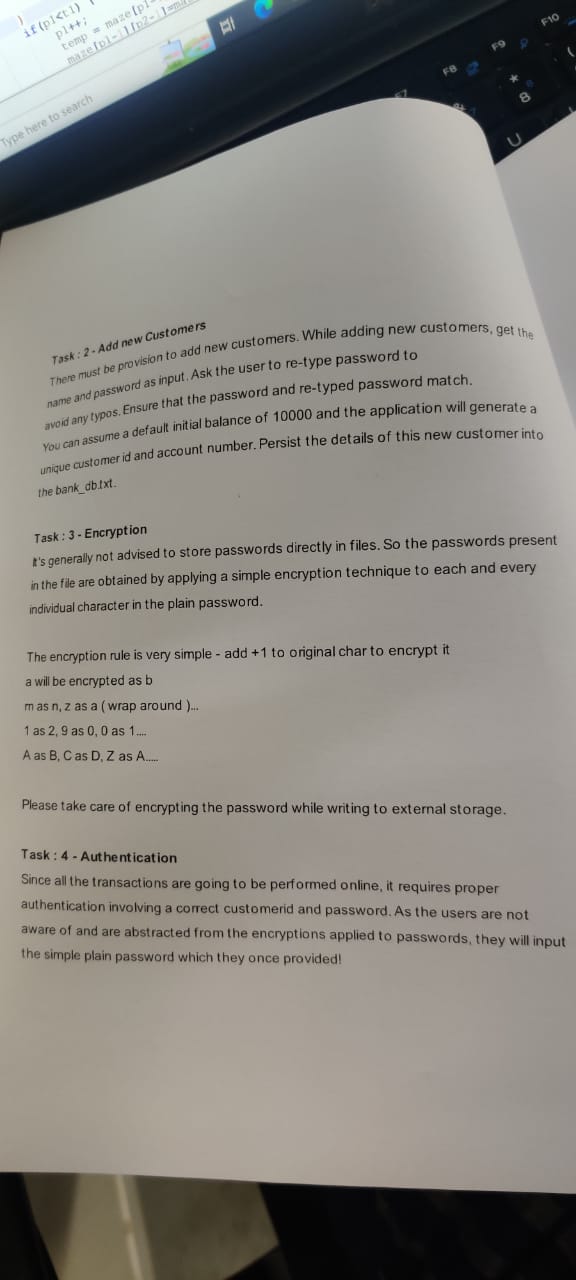 if(p1<t1)
p1++;
temp = maze[p1-
Type here to search
F8
F9
F10
*
8
U
Task : 2 - Add new Customers
There must be provision to add new customers. While adding new customers, get the
name and password as input. Ask the user to re-type password to
avoid any typos. Ensure that the password and re-typed password match.
You can assume a default initial balance of 10000 and the application will generate a
unique customer id and account number. Persist the details of this new customer into
the bank_db.txt.
Task : 3 - Encryption
It's generally not advised to store passwords directly in files. So the passwords present
in the file are obtained by applying a simple encryption technique to each and every
individual character in the plain password.
The encryption rule is very simple - add +1 to original char to encrypt it
a will be encrypted as b
m as n, z as a ( wrap around )...
1 as 2, 9 as 0, 0 as 1....
A as B, C as D, Z as A.....
Please take care of encrypting the password while writing to external storage.
Task : 4 - Authentication
Since all the transactions are going to be performed online, it requires proper
authentication involving a correct customerid and password. As the users are not
aware of and are abstracted from the encryptions applied to passwords, they will input
the simple plain password which they once provided!